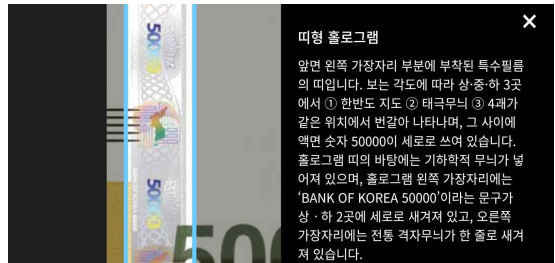 띠형 홀로그램
앞면 왼쪽 가장자리 부분에 부착된 특수필름
의 띠입니다. 보는 각도에 따라 상·중·하 3곳
에서 ① 한반도 지도 ② 태극무늬 ③ 4괘가
같은 위치에서 번갈아 나타나며, 그 사이에
액면 숫자 50000이 세로로 쓰여 있습니다.
홀로그램 띠의 바탕에는 기하학적 무늬가 넣
어져 있으며, 홀로그램 왼쪽 가장자리에는
‘BANK OF KOREA 50000’이라는 문구가
상 · 하 2곳에 세로로 새겨져 있고, 오른쪽
가장자리에는 전통 격자무늬가 한 줄로 새겨
져 있습니다.
50000
50000
BANK OF KOREA 50000
500